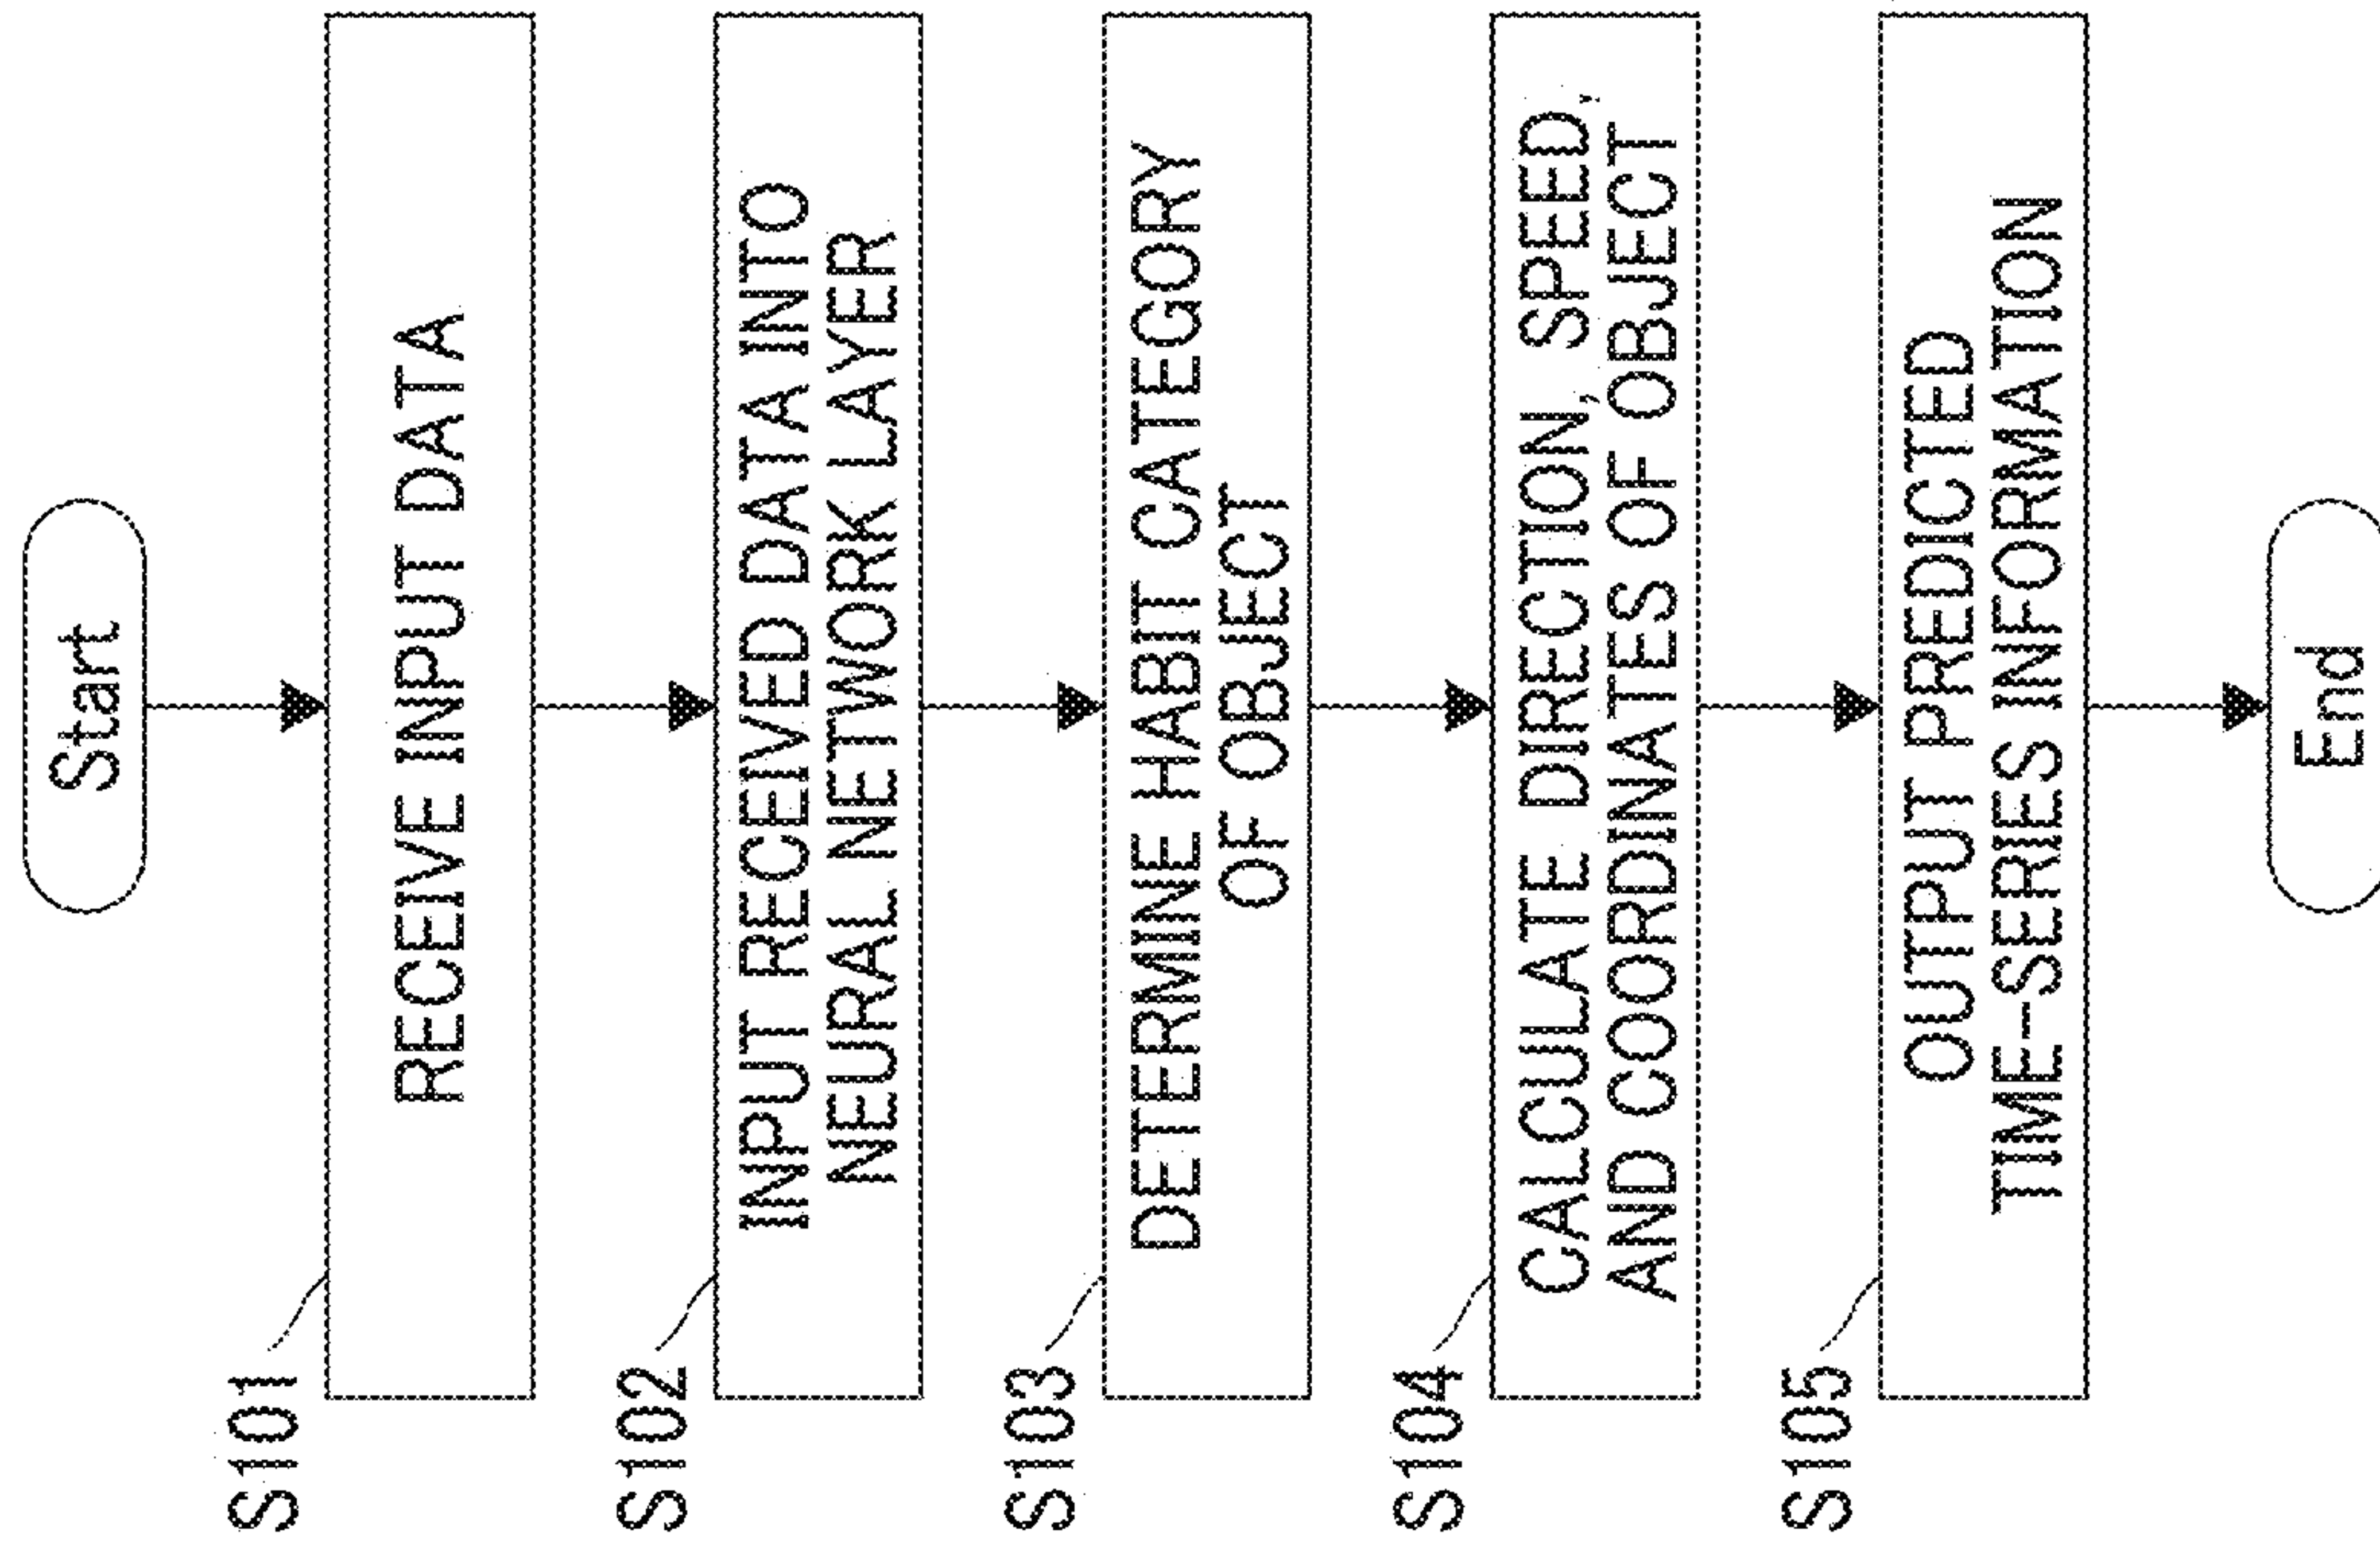 Start
S101
RECEIVE INPUT DATA
S102
INPUT RECEIVED DATA INTO
NEURAL NETWORK LAYER
S103
DETERMINE HABIT CATEGORY
OF OBJECT
S104
CALCULATE DIRECTION, SPEED,
AND COORDINATES OF OBJECT
S105
OUTPUT PREDICTED
TIME-SERIES INFORMATION
End